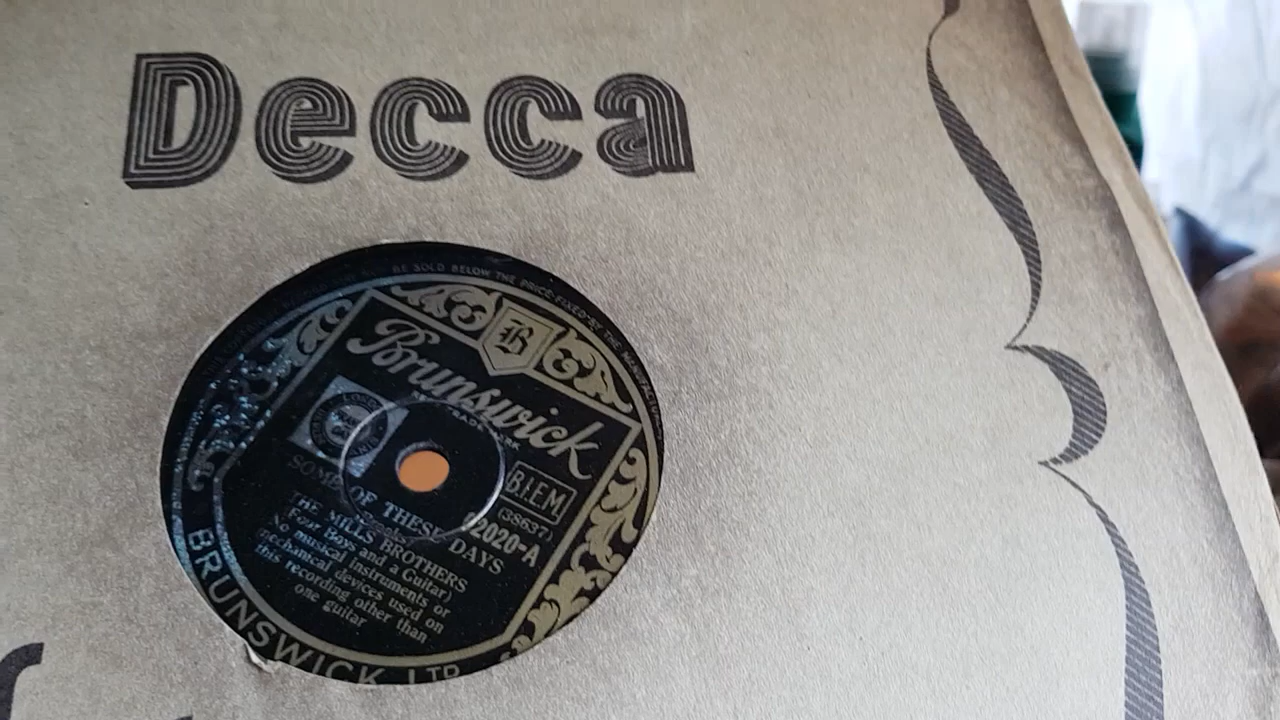 Decca
BE SOLD BELOW THE PRICE FIXED BY THE MANUFACTURERS
B
Brunswick
TRADE MARK
B.I.E.M.
(38637)
02020-A
SOME OF THESE DAYS
THE MILLS BROTHERS
(Four Boys and a Guitar)
No musical instruments or
mechanical devices used on
this recording other than
one guitar
BRUNSWICK LTD